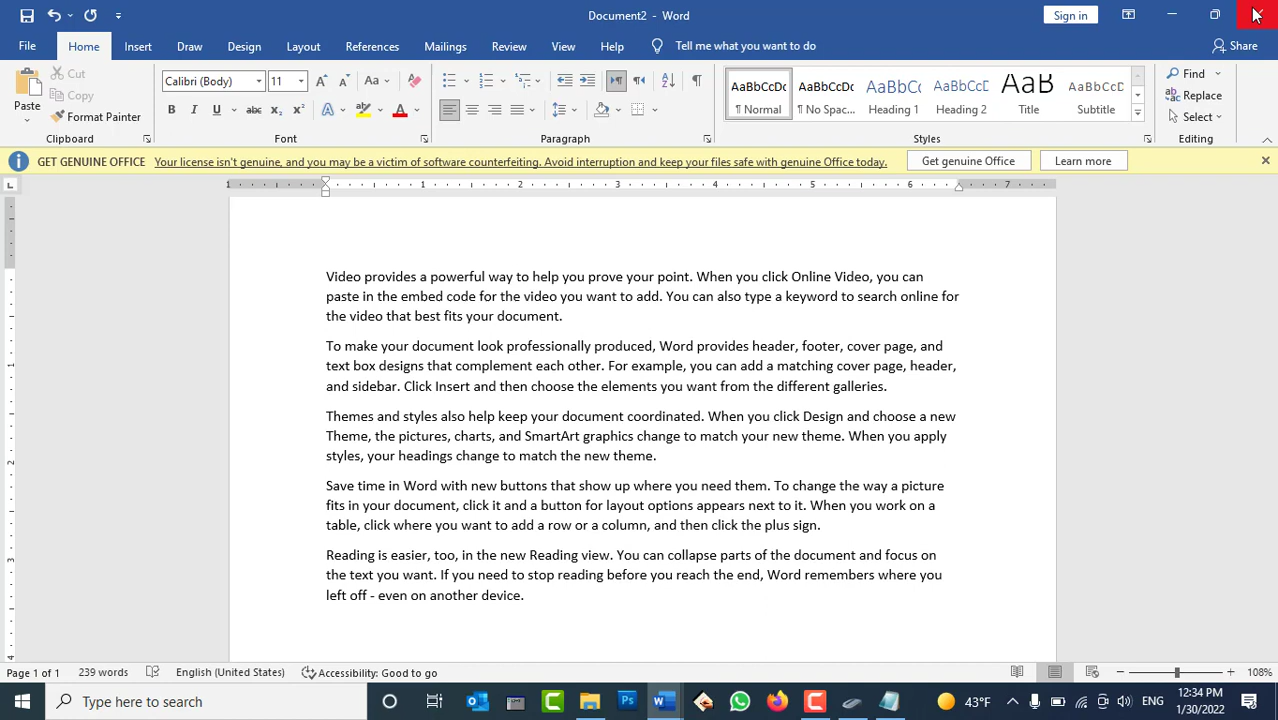 Document2 - Word
Sign in
File Home Insert Draw Design Layout References Mailings Review View Help Tell me what you want to do Share
Paste
Cut
Copy
Format Painter
Clipboard
Calibri (Body) 11
Font
Paragraph
AaBbCcDc AaBbCcDc AaBbC AaBbCcD AaB AaBbCcD
¶ Normal ¶ No Spac... Heading 1 Heading 2 Title Subtitle
Styles
Find
Replace
Select
Editing
GET GENUINE OFFICE Your license isn't genuine, and you may be a victim of software counterfeiting. Avoid interruption and keep your files safe with genuine Office today. Get genuine Office Learn more
1 1 2 3 4 5 6 7
Video provides a powerful way to help you prove your point. When you click Online Video, you can
paste in the embed code for the video you want to add. You can also type a keyword to search online for
the video that best fits your document.
To make your document look professionally produced, Word provides header, footer, cover page, and
text box designs that complement each other. For example, you can add a matching cover page, header,
and sidebar. Click Insert and then choose the elements you want from the different galleries.
Themes and styles also help keep your document coordinated. When you click Design and choose a new
Theme, the pictures, charts, and SmartArt graphics change to match your new theme. When you apply
styles, your headings change to match the new theme.
Save time in Word with new buttons that show up where you need them. To change the way a picture
fits in your document, click it and a button for layout options appears next to it. When you work on a
table, click where you want to add a row or a column, and then click the plus sign.
Reading is easier, too, in the new Reading view. You can collapse parts of the document and focus on
the text you want. If you need to stop reading before you reach the end, Word remembers where you
left off - even on another device.
Page 1 of 1 239 words English (United States) Accessibility: Good to go 108%
Type here to search
43°F
ENG
12:34 PM
1/30/2022